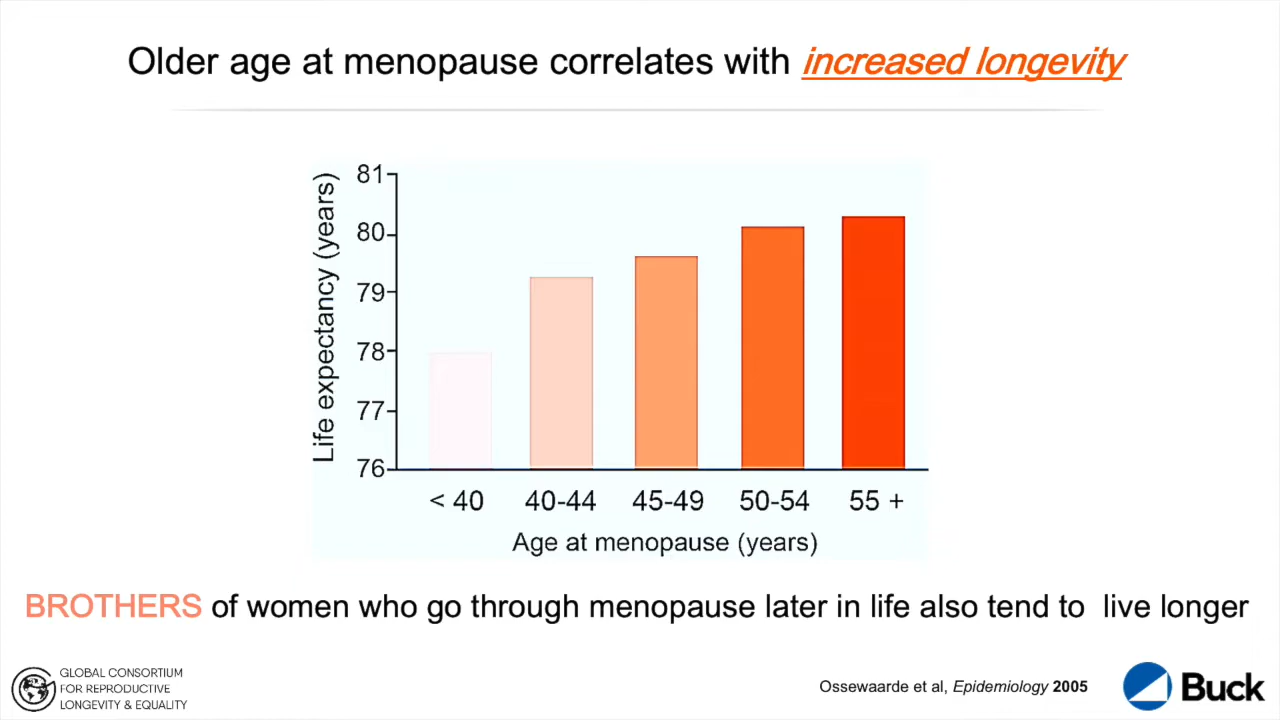 Older age at menopause correlates with increased longevity
Life expectancy (years)
81
80
79
78
77
76
< 40 40-44 45-49 50-54 55 +
Age at menopause (years)
BROTHERS of women who go through menopause later in life also tend to live longer
GLOBAL CONSORTIUM
FOR REPRODUCTIVE
LONGEVITY & EQUALITY
Ossewaarde et al, Epidemiology 2005
Buck